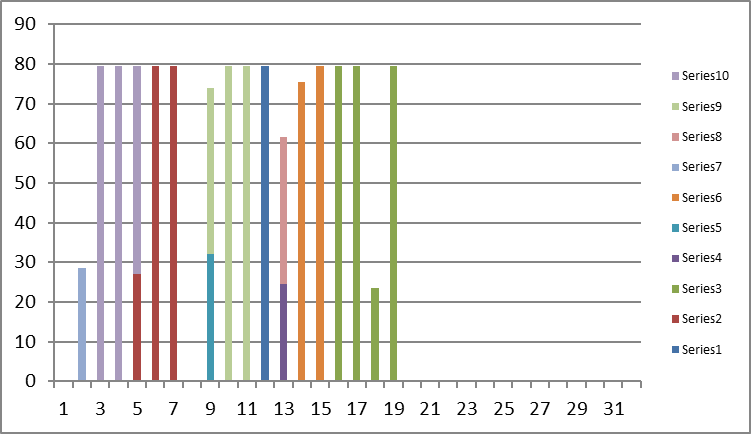 90
80
70
60
50
40
30
20
10
0
1 3 5 7 9 11 13 15 17 19 21 23 25 27 29 31
Series10
Series9
Series8
Series7
Series6
Series5
Series4
Series3
Series2
Series1